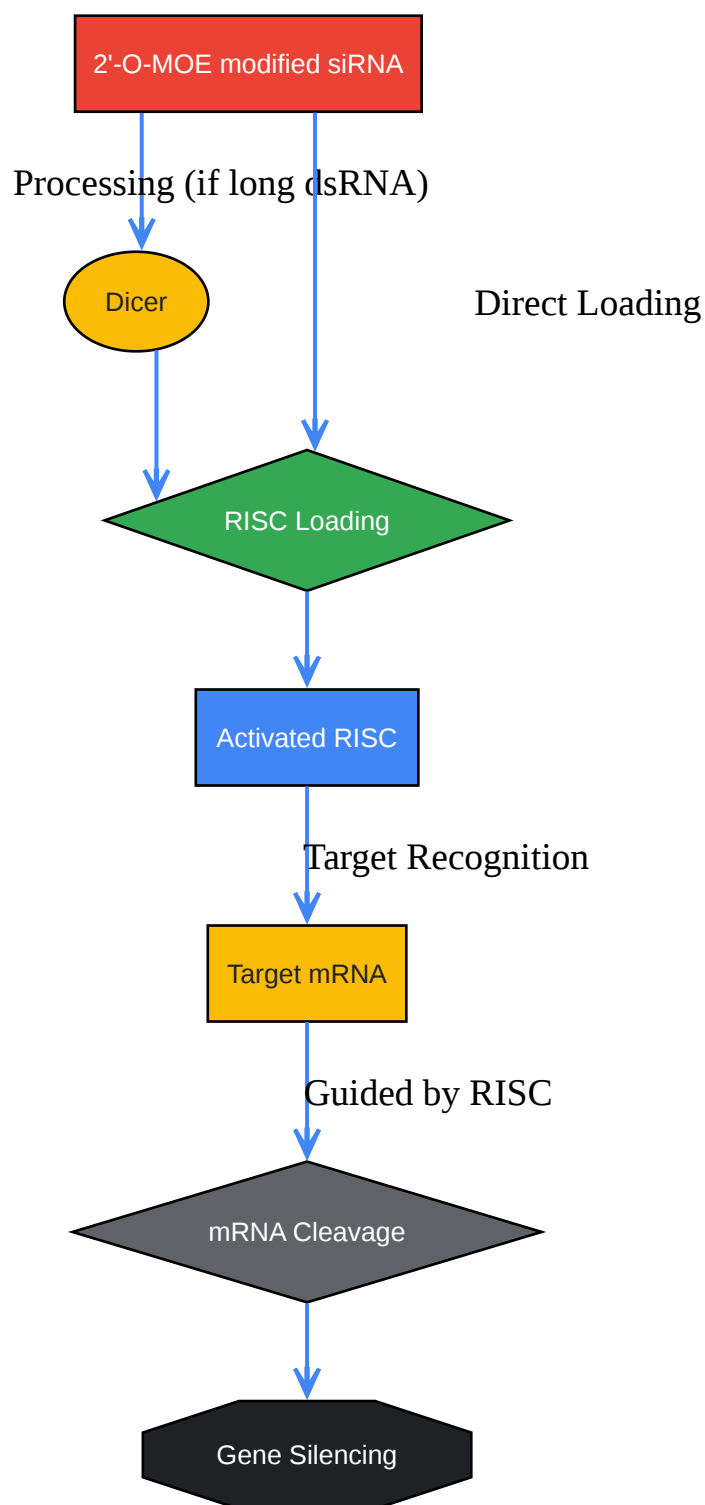 2'-O-MOE modified siRNA
Processing (if long dsRNA)
Dicer
Direct Loading
RISC Loading
Activated RISC
Target Recognition
Target mRNA
Guided by RISC
mRNA Cleavage
Gene Silencing